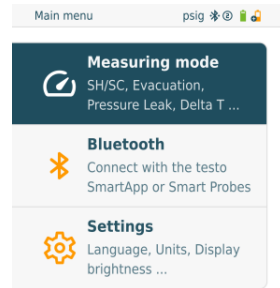 Main menu psig
Measuring mode
SH/SC, Evacuation,
Pressure Leak, Delta T ...
Bluetooth
Connect with the testo
SmartApp or Smart Probes
Settings
Language, Units, Display
brightness ...